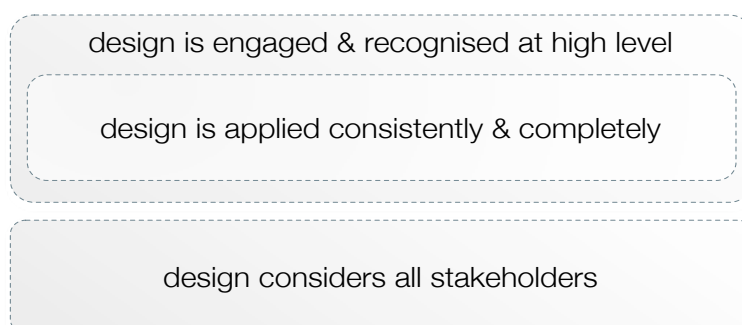 design is engaged & recognised at high level
design is applied consistently & completely
design considers all stakeholders